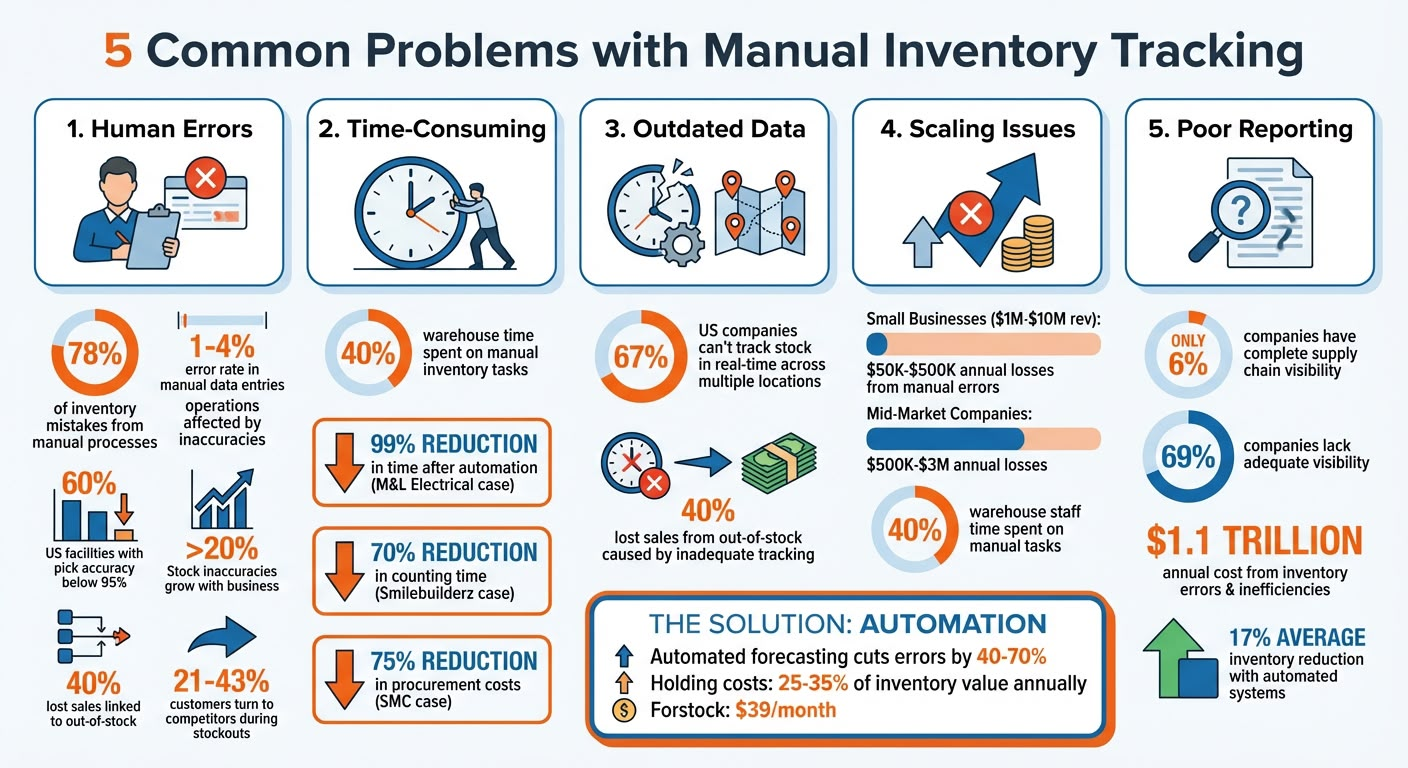 5 Common Problems with Manual Inventory Tracking
1. Human Errors
78%
of inventory
mistakes from
manual processes
1-4%
error rate in
manual data entries
operations
affected by
inaccuracies
60%
US facilities with
pick accuracy
below 95%
>20%
Stock inaccuracies
grow with business
40%
lost sales linked
to out-of-stock
21-43%
customers turn to
competitors during
stockouts
2. Time-Consuming
40%
warehouse time
spent on manual
inventory tasks
99% REDUCTION
in time after automation
(M&L Electrical case)
70% REDUCTION
in counting time
(Smilebuilderz case)
75% REDUCTION
in procurement costs
(SMC case)
3. Outdated Data
67%
US companies
can't track stock
in real-time across
multiple locations
40%
lost sales from out-of-stock
caused by inadequate tracking
4. Scaling Issues
Small Businesses ($1M-$10M rev):
$50K-$500K annual losses
from manual errors
Mid-Market Companies:
$500K-$3M annual losses
40%
warehouse staff
time spent on
manual tasks
5. Poor Reporting
?
ONLY
6%
companies have
complete supply
chain visibility
69%
companies lack
adequate visibility
$1.1 TRILLION
annual cost from inventory
errors & inefficiencies
17% AVERAGE
inventory reduction
with automated
systems
THE SOLUTION: AUTOMATION
Automated forecasting cuts errors by 40-70%
Holding costs: 25-35% of inventory value annually
$
Forstock: $39/month